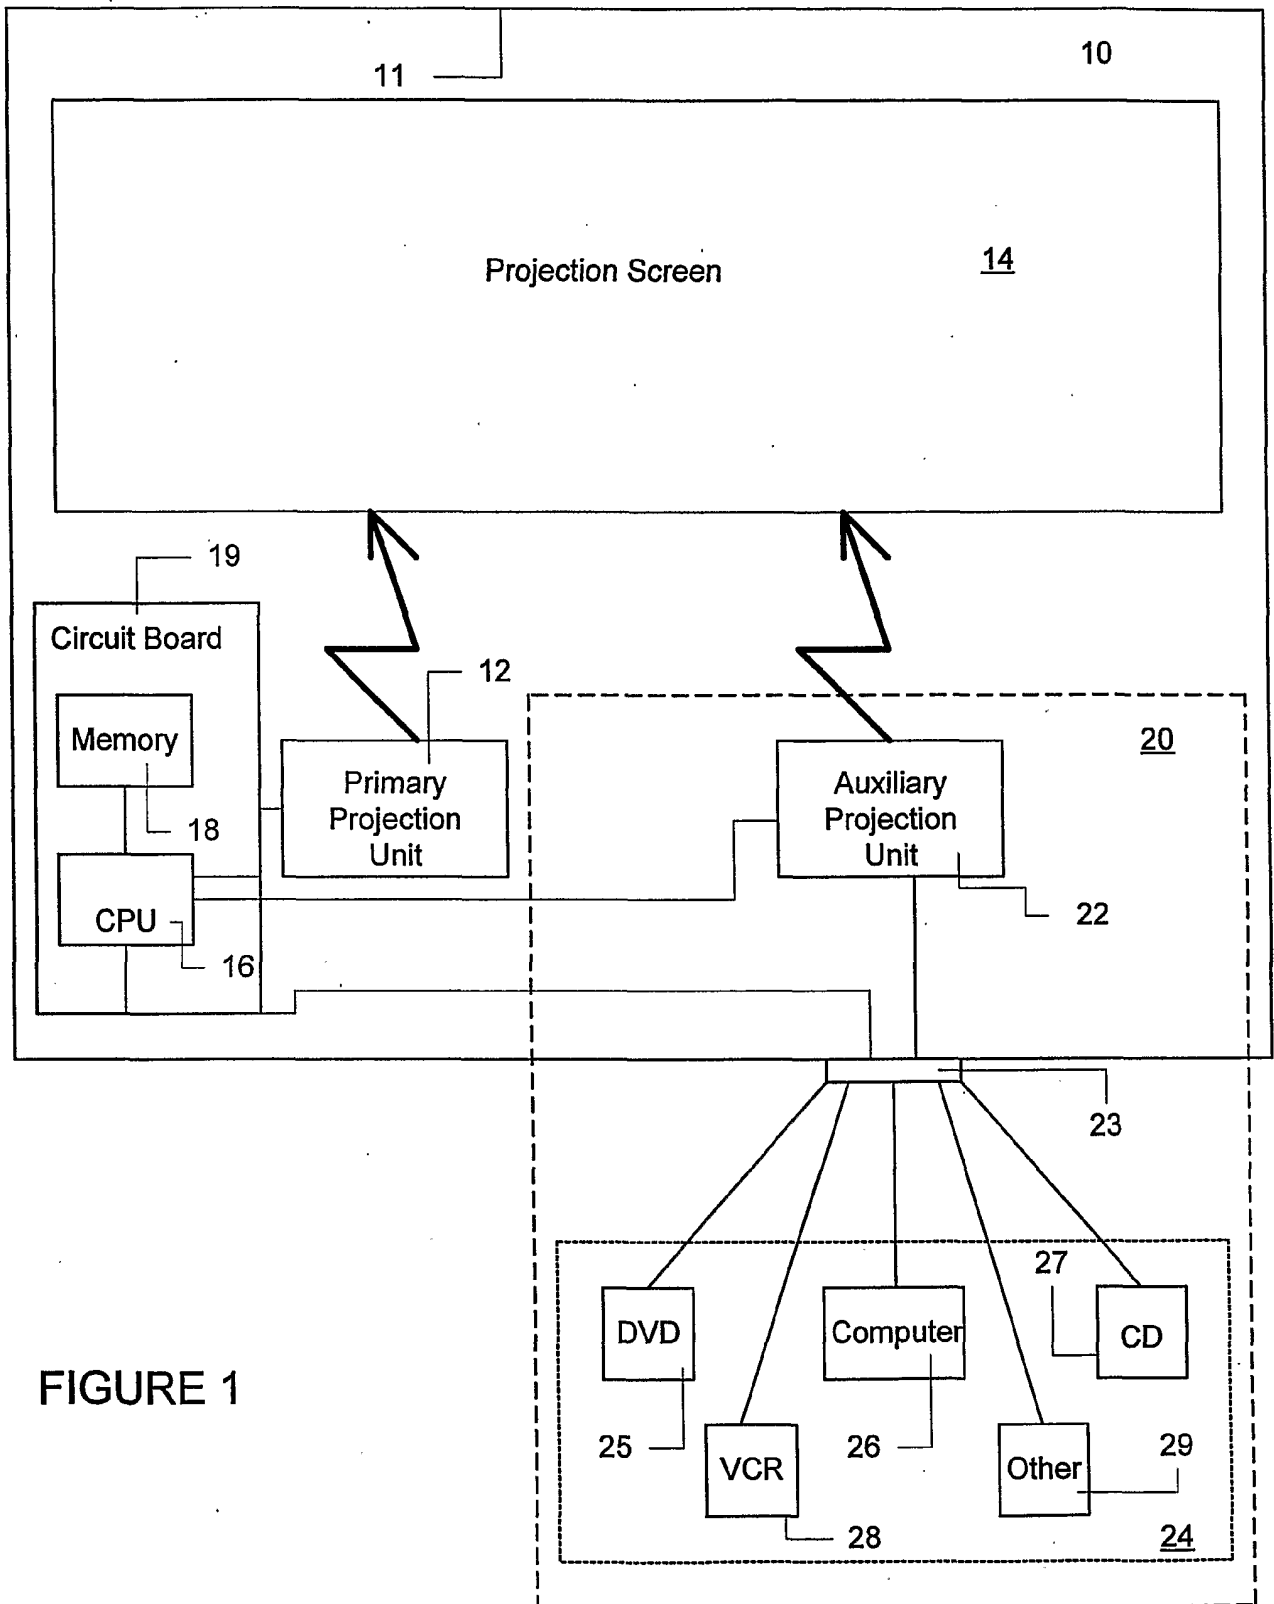 10
11
Projection Screen
14
19
Circuit Board
12
Memory
20
Primary
Projection
Unit
Auxiliary
Projection
Unit
18
CPU
22
16
23
27
DVD
Computer
CD
FIGURE 1
25
VCR
26
Other
29
28
24